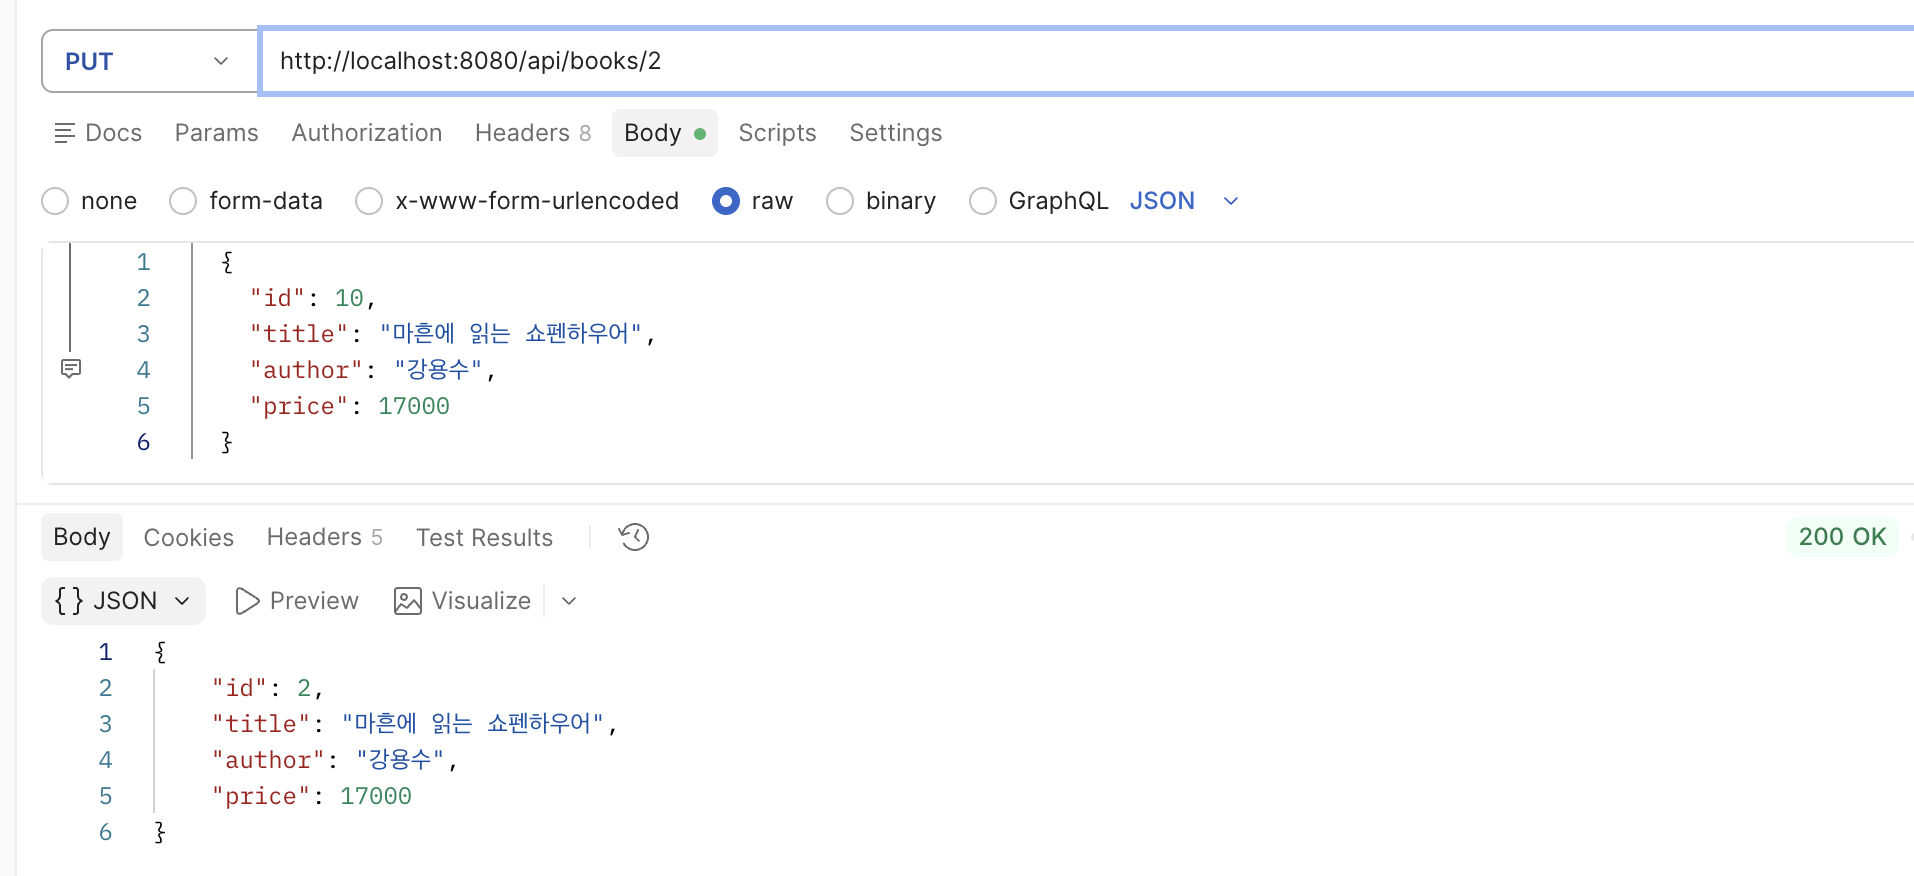 PUT http://localhost:8080/api/books/2
Docs Params Authorization Headers 8 Body Scripts Settings
none form-data x-www-form-urlencoded raw binary GraphQL JSON
1 {
2 "id": 10,
3 "title": "마흔에 읽는 쇼펜하우어",
4 "author": "강용수",
5 "price": 17000
6 }
Body Cookies Headers 5 Test Results 200 OK
{} JSON Preview Visualize
1 {
2 "id": 2,
3 "title": "마흔에 읽는 쇼펜하우어",
4 "author": "강용수",
5 "price": 17000
6 }